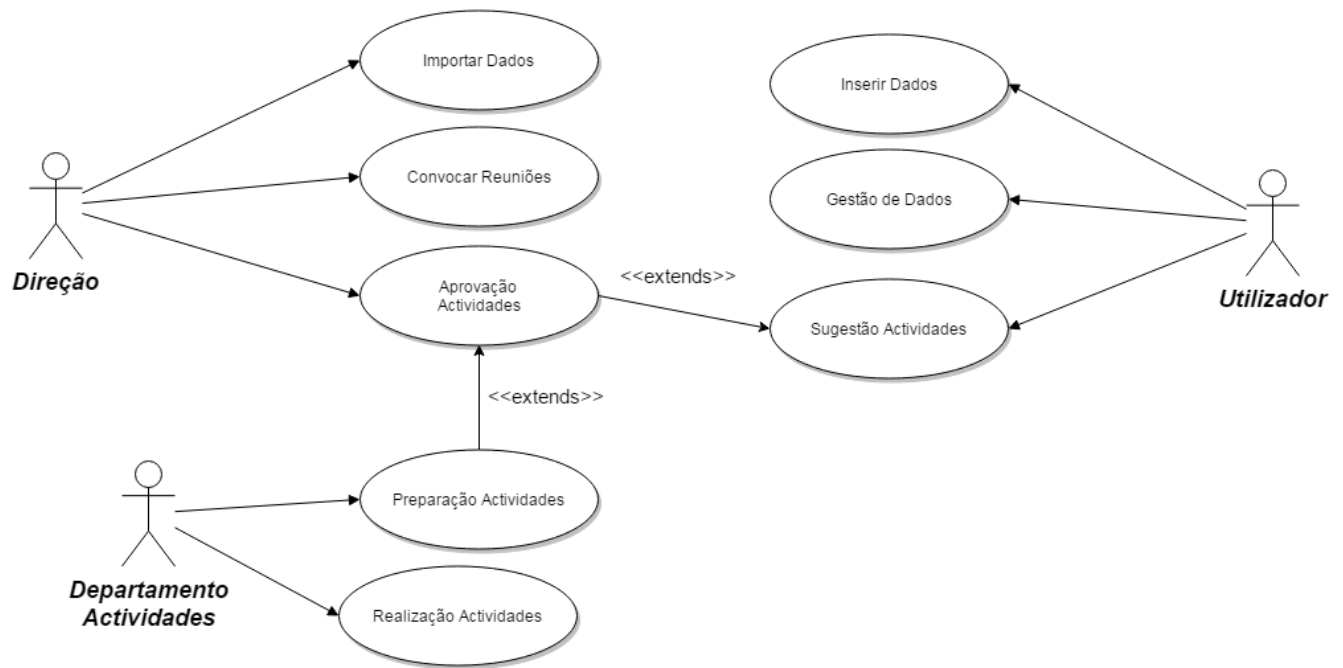 Importar Dados
Inserir Dados
Convocar Reuniões
Gestão de Dados
Direção
Aprovação
Actividades
<<extends>>
Sugestão Actividades
Utilizador
<<extends>>
Preparação Actividades
Departamento
Actividades
Realização Actividades